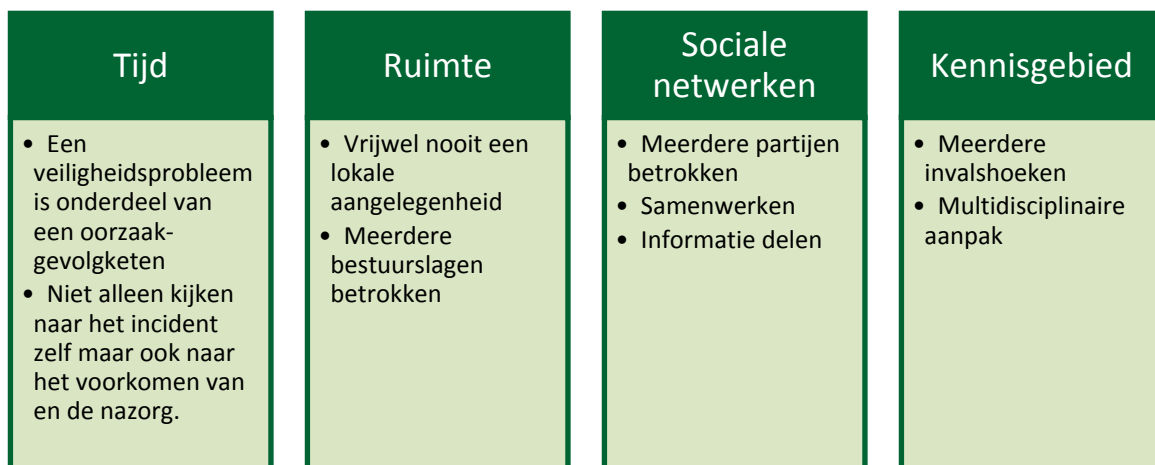 Tijd
• Een
veiligheidsprobleem
is onderdeel van
een oorzaak-
gevolgketen
• Niet alleen kijken
naar het incident
zelf maar ook naar
het voorkomen van
en de nazorg.
Ruimte
• Vrijwel nooit een
lokale
aangelegenheid
• Meerdere
bestuurslagen
betrokken
Sociale
netwerken
• Meerdere partijen
betrokken
• Samenwerken
• Informatie delen
Kennisgebied
• Meerdere
invalshoeken
• Multidisciplinaire
aanpak